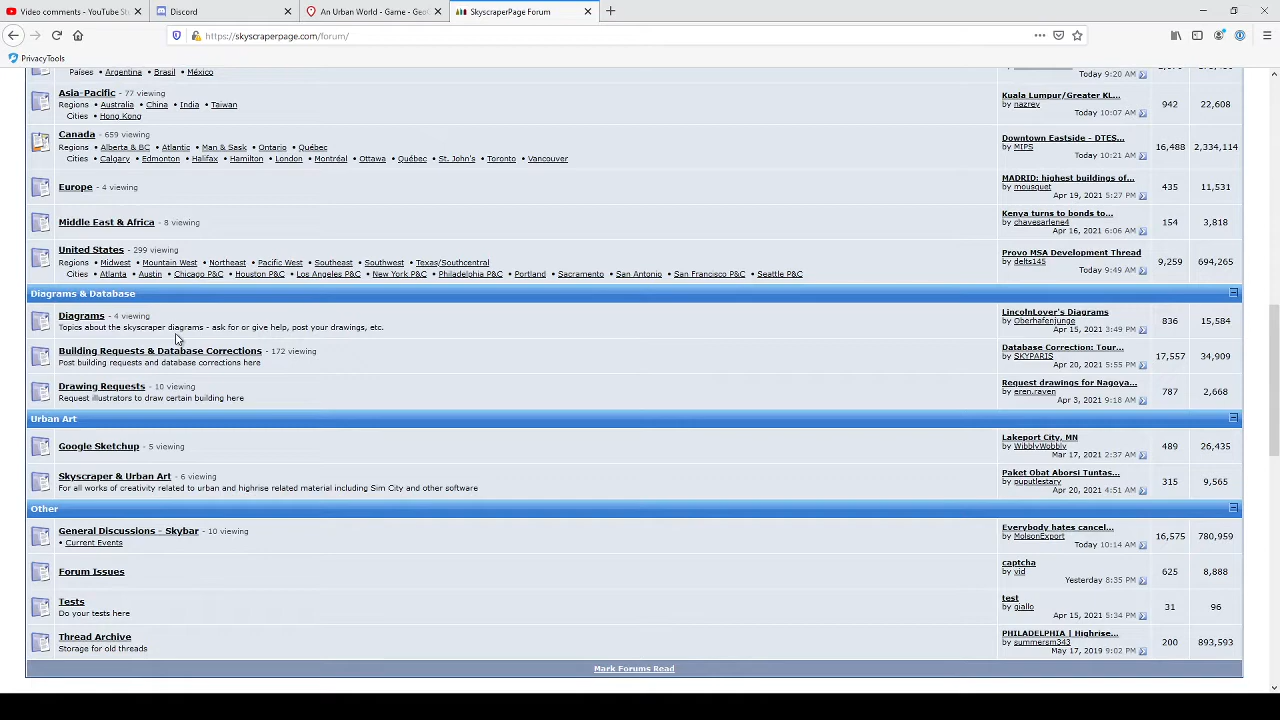 Video comments - YouTube St
Discord
An Urban World - Game - Geo
SkyscraperPage Forum
https://skyscraperpage.com/forum/
PrivacyTools
Países • Argentina • Brasil • México
Today 9:20 AM
Asia-Pacific - 77 viewing
Regions • Australia • China • India • Taiwan
• Hong Kong
Kuala Lumpur/Greater KL...
by nazrey
Today 10:07 AM
942
22,608
Canada - 659 viewing
Regions • Alberta & BC • Atlantic • Man & Sask • Ontario • Québec
Cities • Calgary • Edmonton • Halifax • Hamilton • London • Montréal • Ottawa • Québec • St. John's • Toronto • Vancouver
Downtown Eastside - DTES...
by MIPS
Today 10:21 AM
16,488
2,334,114
Europe - 4 viewing
MADRID: highest buildings of...
by mousquet
Apr 19, 2021 5:27 PM
435
11,531
Middle East & Africa - 8 viewing
Kenya turns to bonds to...
by chavesarlene4
Apr 16, 2021 6:06 AM
154
3,818
United States - 299 viewing
Regions • Midwest • Mountain West • Northeast • Pacific West • Southeast • Southwest • Texas/Southcentral
Cities • Atlanta • Austin • Chicago P&C • Houston P&C • Los Angeles P&C • New York P&C • Philadelphia P&C • Portland • Sacramento • San Antonio • San Francisco P&C • Seattle P&C
Provo MSA Development Thread
by delts145
Today 9:49 AM
9,259
694,265
Diagrams & Database
Diagrams - 4 viewing
Topics about the skyscraper diagrams - ask for or give help, post your drawings, etc.
LincolnLover's Diagrams
by Oberhafenjunge
Apr 15, 2021 3:49 PM
836
15,584
Building Requests & Database Corrections - 172 viewing
Post building requests and database corrections here
Database Correction: Tour...
by SKYPARIS
Apr 20, 2021 5:55 PM
17,557
34,909
Drawing Requests - 10 viewing
Request illustrators to draw certain building here
Request drawings for Nagoya...
by eren.raven
Apr 3, 2021 9:18 AM
787
2,668
Urban Art
Google Sketchup - 5 viewing
Lakeport City, MN
by WibblyWobbly
Mar 17, 2021 2:37 AM
489
26,435
Skyscraper & Urban Art - 6 viewing
For all works of creativity related to urban and highrise related material including Sim City and other software
Paket Obat Aborsi Tuntas...
by puputlestary
Apr 20, 2021 4:51 AM
315
9,565
Other
General Discussions - Skybar - 10 viewing
• Current Events
Everybody hates cancel...
by MolsonExport
Today 10:14 AM
16,575
780,959
Forum Issues
captcha
by vid
Yesterday 8:35 PM
625
8,888
Tests
Do your tests here
test
by giallo
Apr 15, 2021 5:34 PM
31
96
Thread Archive
Storage for old threads
PHILADELPHIA | Highrise...
by summersm343
May 17, 2019 9:02 PM
200
893,593
Mark Forums Read